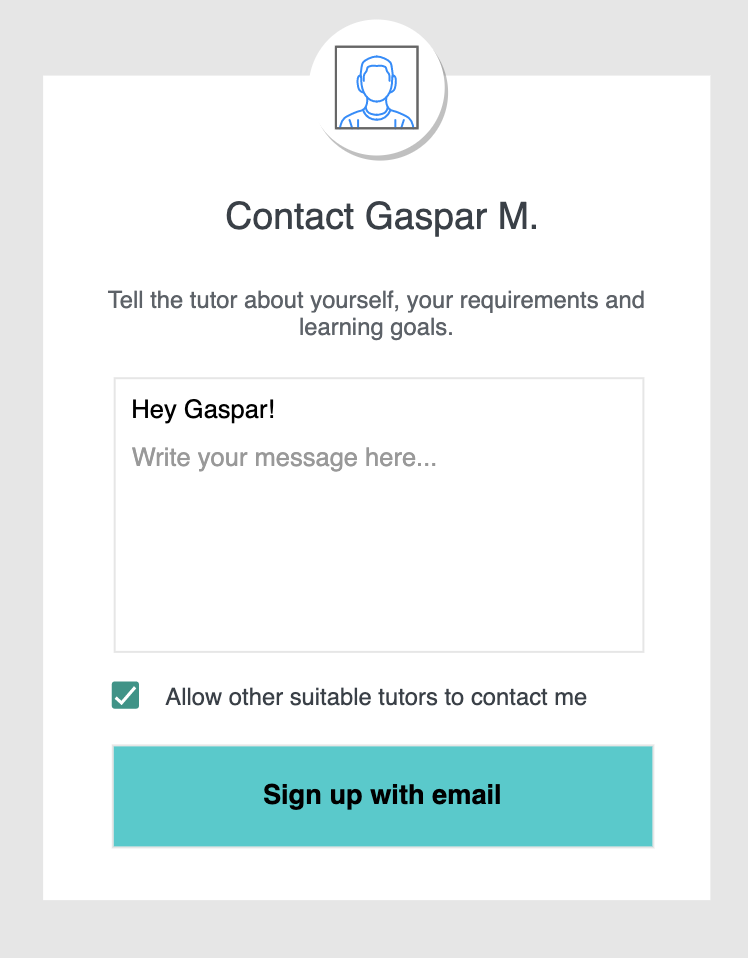 Contact Gaspar M.
Tell the tutor about yourself, your requirements and
learning goals.
Hey Gaspar!
Write your message here...
Allow other suitable tutors to contact me
Sign up with email